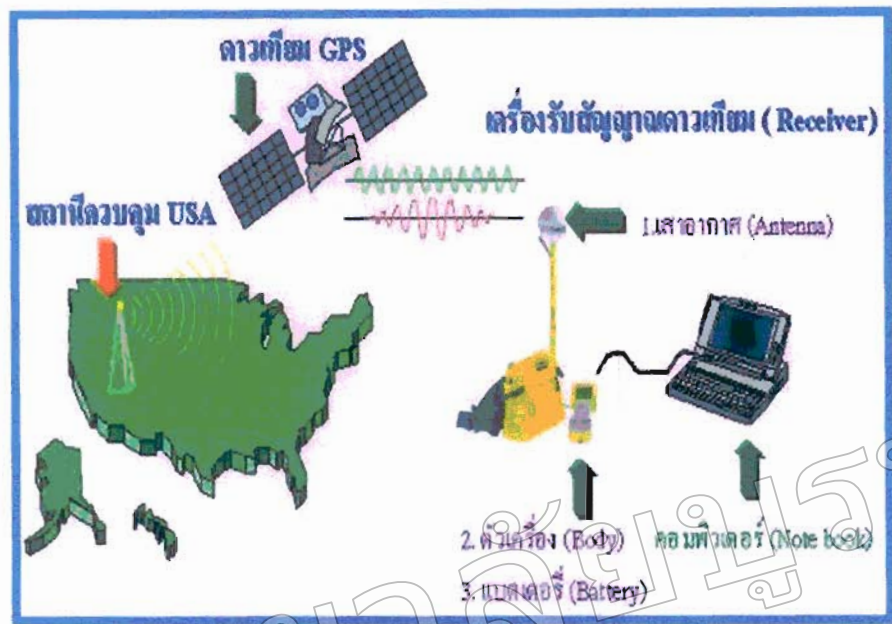 ดาวเทียม GPS
เครื่องรับสัญญาณดาวเทียม ( Receiver)
สถานีควบคุม USA
1.เสาอากาศ (Antenna)
2. ตัวเครื่อง (Body)
คอมพิวเตอร์ (Note book)
3. แบตเตอรี่ (Battery)